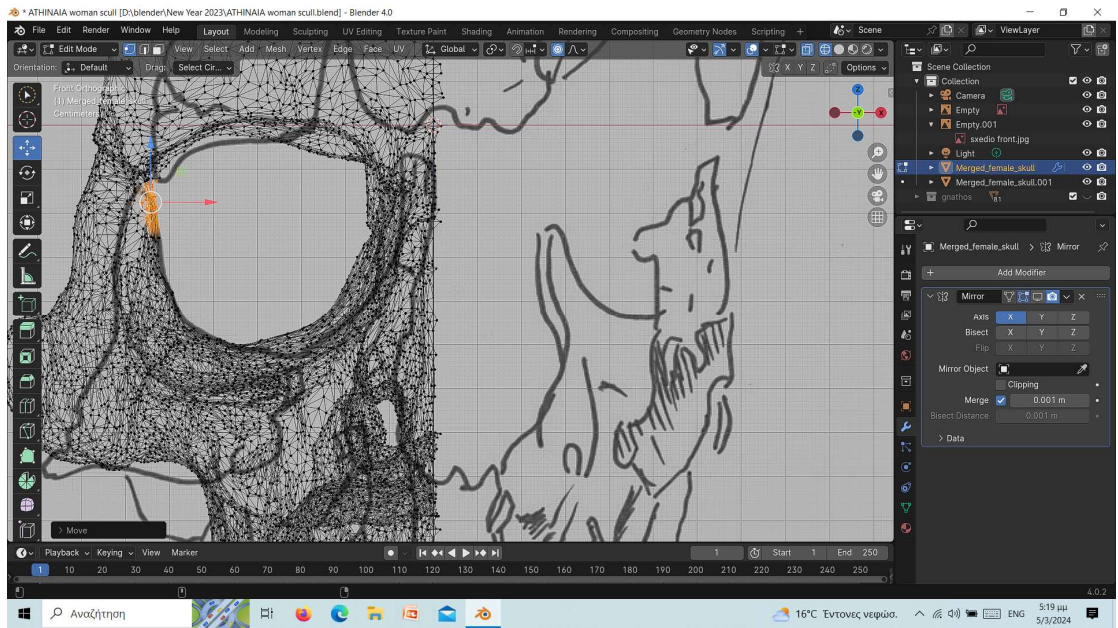 * ATHINAIA woman scull [D:\blender\New Year 2023\ATHINAIA woman scull.blend] - Blender 4.0
File Edit Render Window Help Layout Modeling Sculpting UV Editing Texture Paint Shading Animation Rendering Compositing Geometry Nodes Scripting + Scene ViewLayer
Edit Mode View Select Add Mesh Vertex Edge Face UV Global
Orientation: Default Drag: Select Cir... X Y Z Options
Front Orthographic
(1) Merged_female_skull
Centimeters
Z
-Y
X
Scene Collection
Collection
Camera
Empty
Empty.001
sxedio front.jpg
Light
Merged_female_skull
Merged_female_skull.001
gnathos 81
Merged_female_skull > Mirror
+ Add Modifier
Mirror
Axis X Y Z
Bisect X Y Z
Flip X Y Z
Mirror Object
Clipping
Merge 0.001 m
Bisect Distance 0.001 m
> Data
> Move
Playback Keying View Marker 1 Start 1 End 250
1 10 20 30 40 50 60 70 80 90 100 110 120 130 140 150 160 170 180 190 200 210 220 230 240 250
4.0.2
Αναζήτηση
16°C Έντονες νεφώσ.
ENG
5:19 μμ
5/3/2024